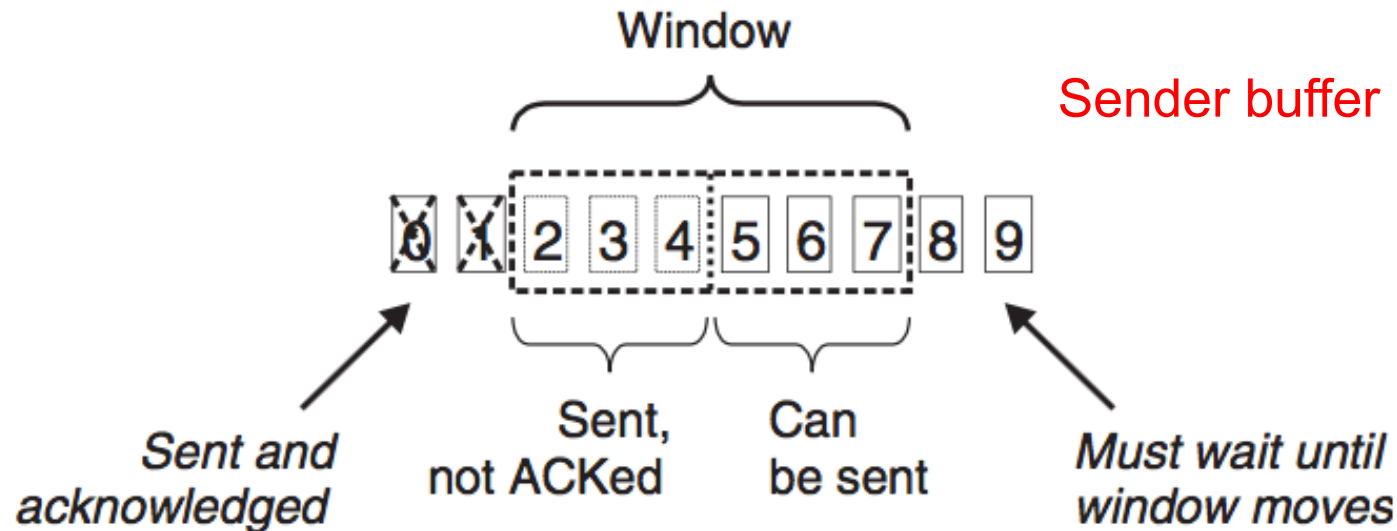 Window
Sender buffer
0 1 2 3 4 5 6 7 8 9
Sent and
acknowledged
Sent,
not ACKed
Can
be sent
Must wait until
window moves